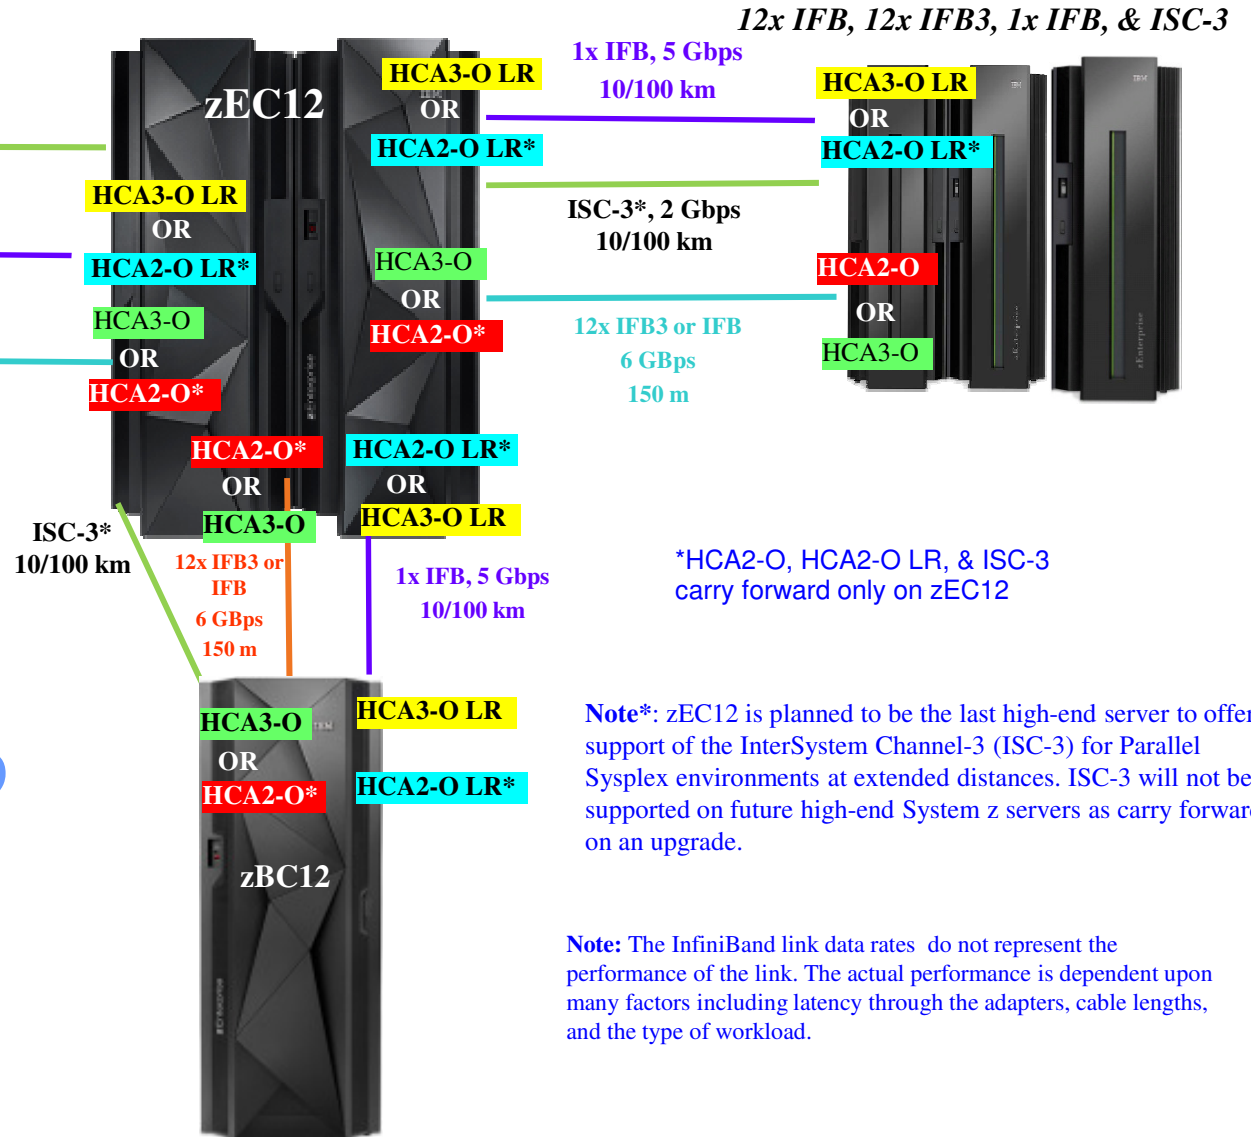 12x IFB, 12x IFB3, 1x IFB, & ISC-3
zEC12
HCA3-O LR
OR
HCA2-O LR*
1x IFB, 5 Gbps
10/100 km
HCA3-O LR
OR
HCA2-O LR*
IBM
IBM
HCA3-O LR
OR
HCA2-O LR*
ISC-3*, 2 Gbps
10/100 km
HCA3-O
OR
HCA2-O*
HCA3-O
OR
HCA2-O*
12x IFB3 or IFB
6 GBps
150 m
HCA2-O
OR
HCA3-O
zEnterprise
zEnterprise
zEnterprise
HCA2-O*
OR
HCA3-O
HCA2-O LR*
OR
HCA3-O LR
ISC-3*
10/100 km
12x IFB3 or
IFB
6 GBps
150 m
1x IFB, 5 Gbps
10/100 km
*HCA2-O, HCA2-O LR, & ISC-3
carry forward only on zEC12
HCA3-O
OR
HCA2-O*
IBM
HCA3-O LR
HCA2-O LR*
zBC12
Note*: zEC12 is planned to be the last high-end server to offer
support of the InterSystem Channel-3 (ISC-3) for Parallel
Sysplex environments at extended distances. ISC-3 will not be
supported on future high-end System z servers as carry forward
on an upgrade.
Note: The InfiniBand link data rates do not represent the
performance of the link. The actual performance is dependent upon
many factors including latency through the adapters, cable lengths,
and the type of workload.